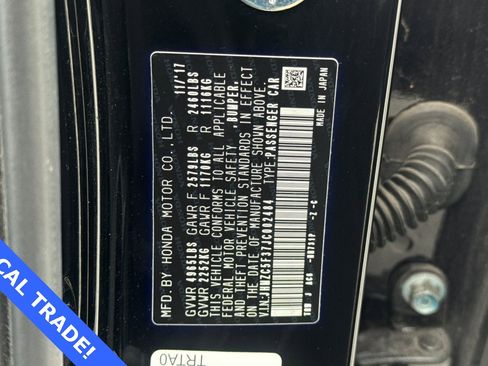 MFD. BY HONDA MOTOR CO.,LTD. 11/'17
GVWR 4965LBS GAWR F 2579LBS R 2460LBS
GVWR 2252KG GAWR F 1170KG R 1116KG
THIS VEHICLE CONFORMS TO ALL APPLICABLE
FEDERAL MOTOR VEHICLE SAFETY ,BUMPER,
AND THEFT PREVENTION STANDARDS IN EFFECT
ON THE DATE OF MANUFACTURE SHOWN ABOVE.
V.I.N.: TYPE:PASSENGER CAR
MADE IN JAPAN
-Z -C
TRTA0
CAL TRADE!